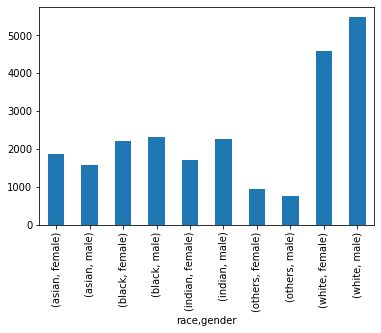 5000
4000
3000
2000
1000
0
(asian, female)
(asian, male)
(black, female)
(black, male)
(indian, female)
(indian, male)
(others, female)
(others, male)
(white, female)
(white, male)
race,gender